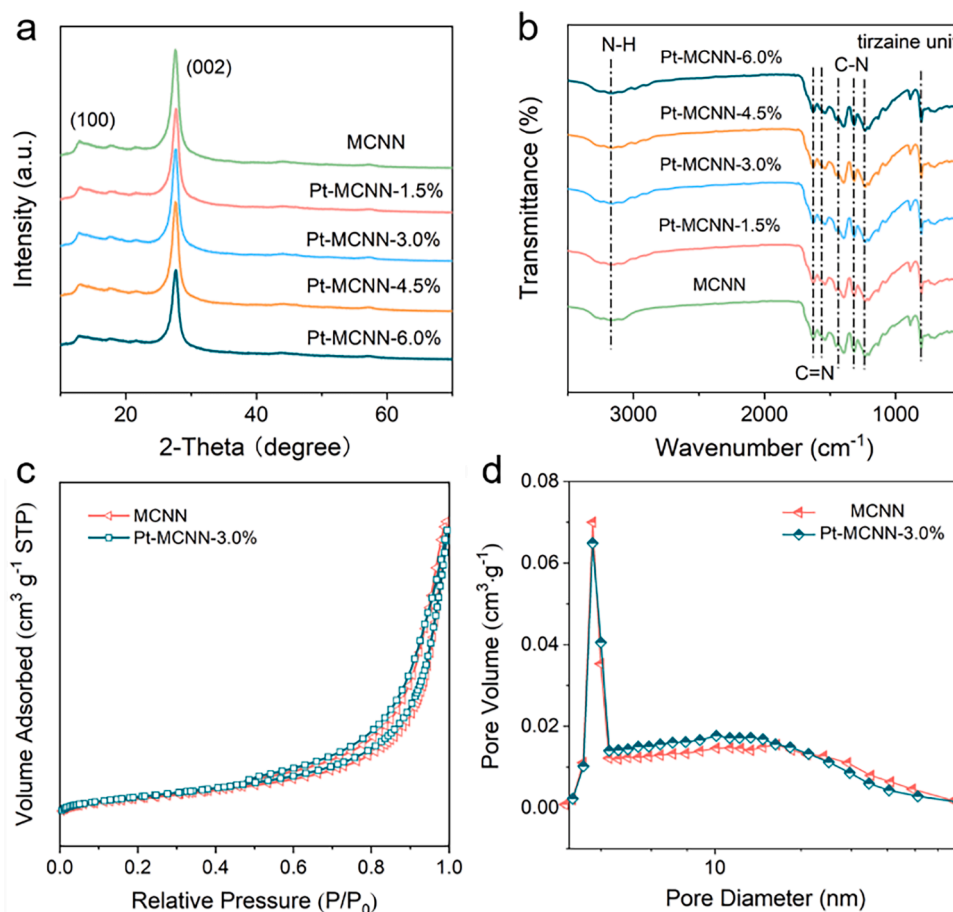 a
(002)
(100)
MCNN
Pt-MCNN-1.5%
Pt-MCNN-3.0%
Pt-MCNN-4.5%
Pt-MCNN-6.0%
Intensity (a.u.)
20
40
60
2-Theta (degree)
b
N-H
Pt-MCNN-6.0%
C-N
tirzaine unit
Pt-MCNN-4.5%
Pt-MCNN-3.0%
Pt-MCNN-1.5%
MCNN
C=N
Transmittance (%)
3000
2000
1000
Wavenumber (cm⁻¹)
c
MCNN
Pt-MCNN-3.0%
Volume Adsorbed (cm³ g⁻¹ STP)
0.0
0.2
0.4
0.6
0.8
1.0
Relative Pressure (P/P₀)
d
MCNN
Pt-MCNN-3.0%
0.08
0.06
0.04
0.02
0.00
Pore Volume (cm³·g⁻¹)
10
Pore Diameter (nm)